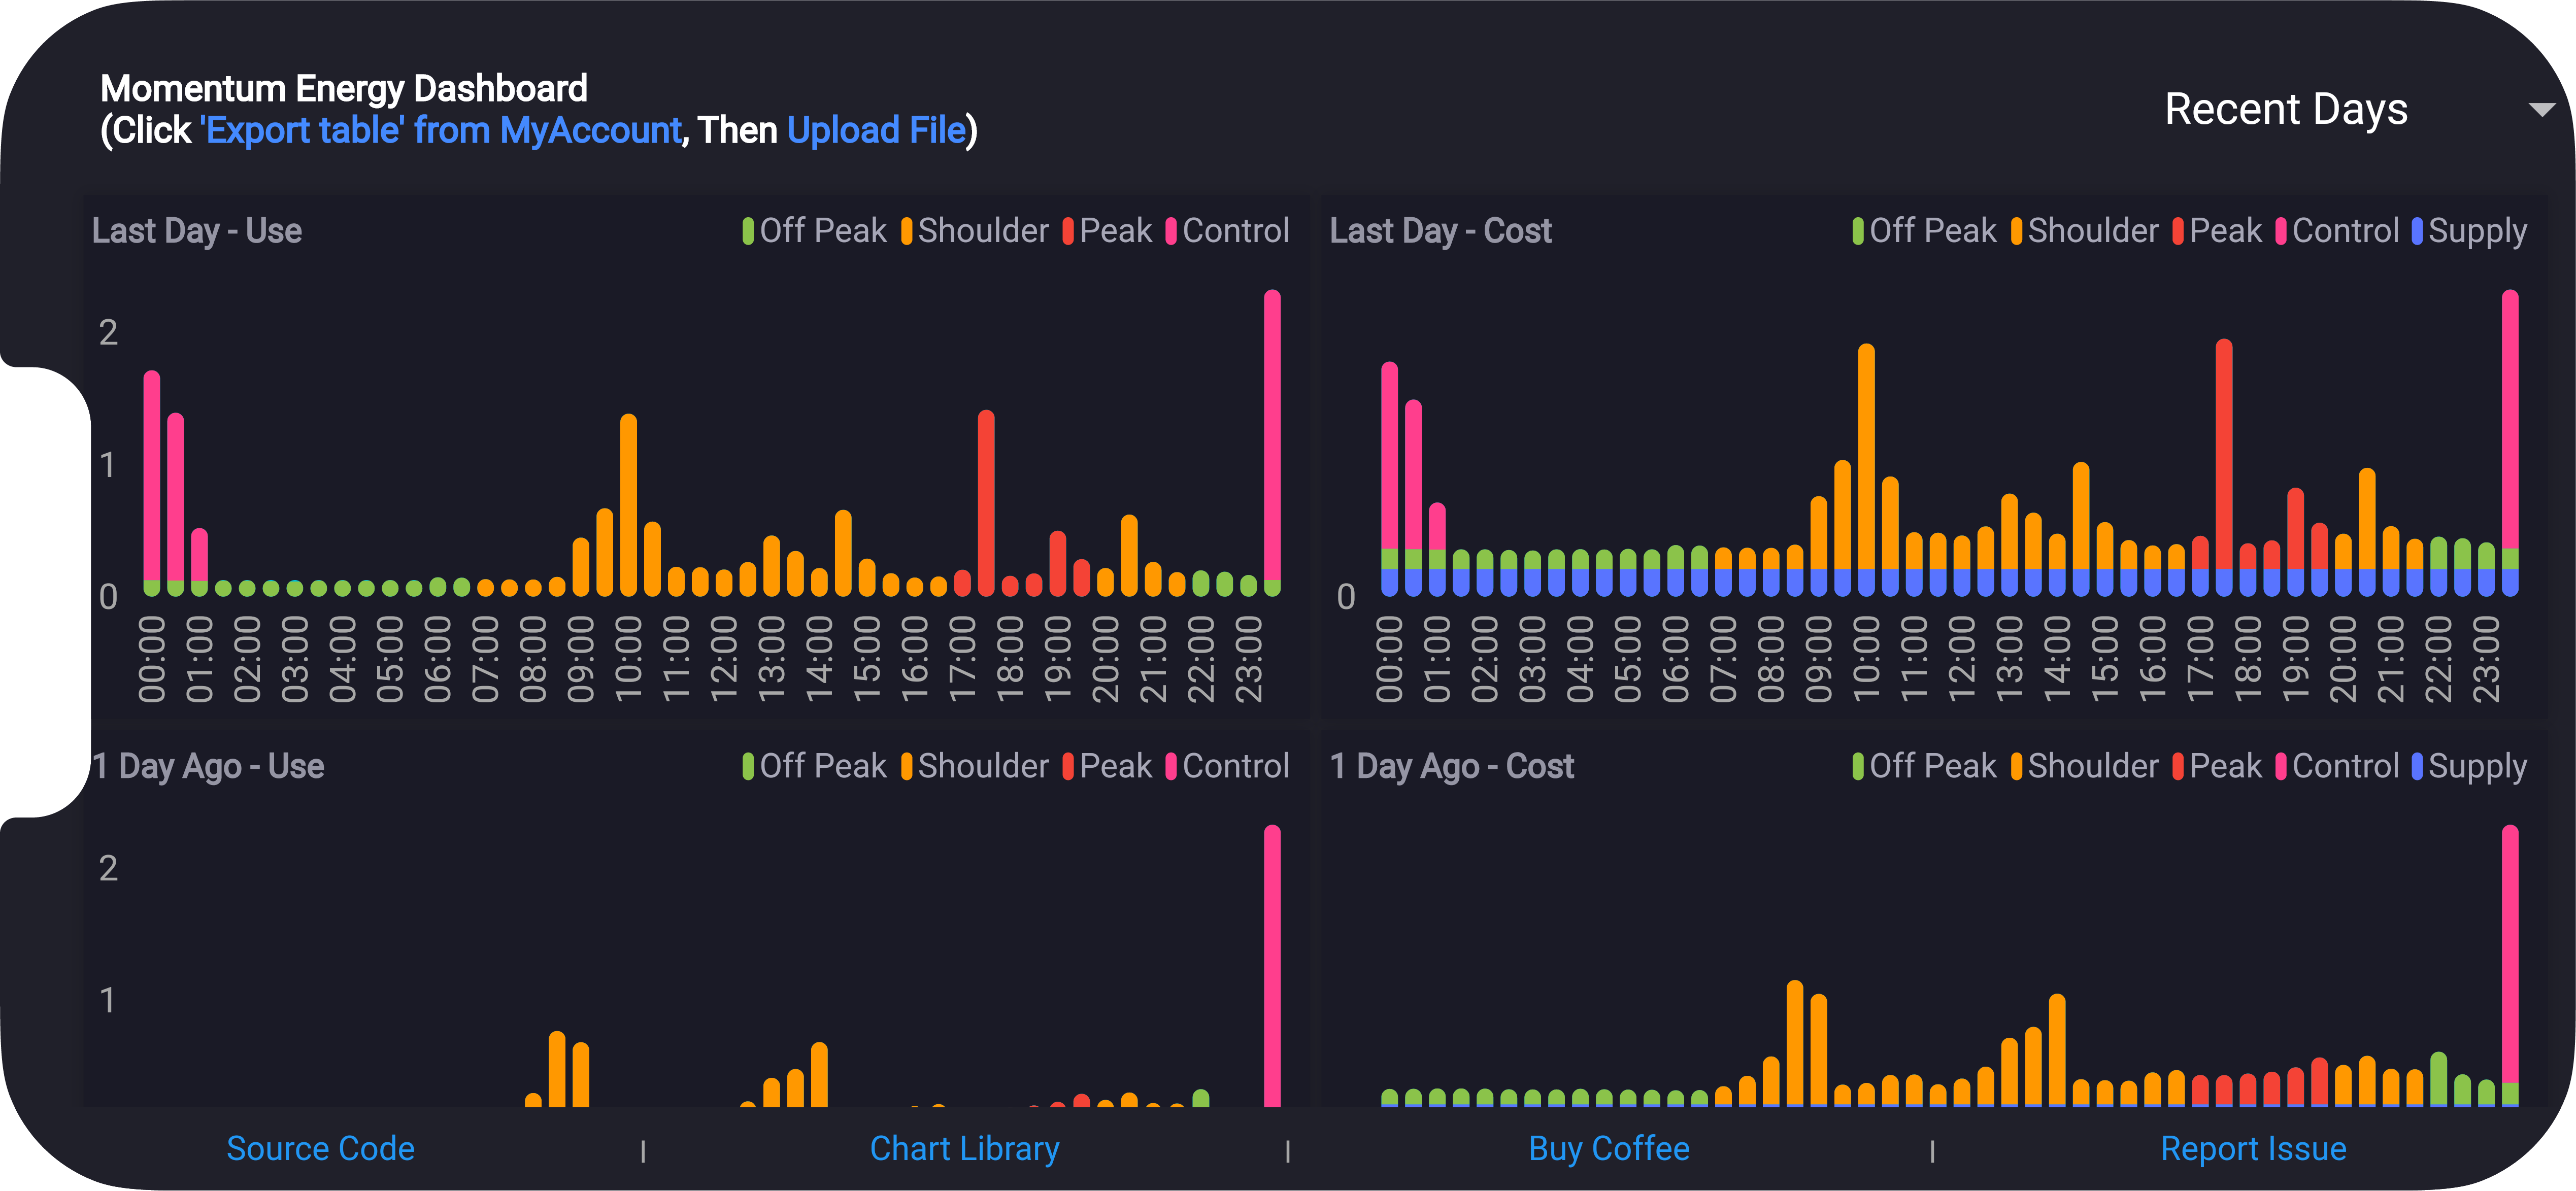 Momentum Energy Dashboard
(Click 'Export table' from MyAccount, Then Upload File)
Recent Days
Last Day - Use
Off Peak Shoulder Peak Control
2
1
0
00:00 01:00 02:00 03:00 04:00 05:00 06:00 07:00 08:00 09:00 10:00 11:00 12:00 13:00 14:00 15:00 16:00 17:00 18:00 19:00 20:00 21:00 22:00 23:00
Last Day - Cost
Off Peak Shoulder Peak Control Supply
0
00:00 01:00 02:00 03:00 04:00 05:00 06:00 07:00 08:00 09:00 10:00 11:00 12:00 13:00 14:00 15:00 16:00 17:00 18:00 19:00 20:00 21:00 22:00 23:00
1 Day Ago - Use
Off Peak Shoulder Peak Control
2
1
1 Day Ago - Cost
Off Peak Shoulder Peak Control Supply
Source Code | Chart Library | Buy Coffee | Report Issue